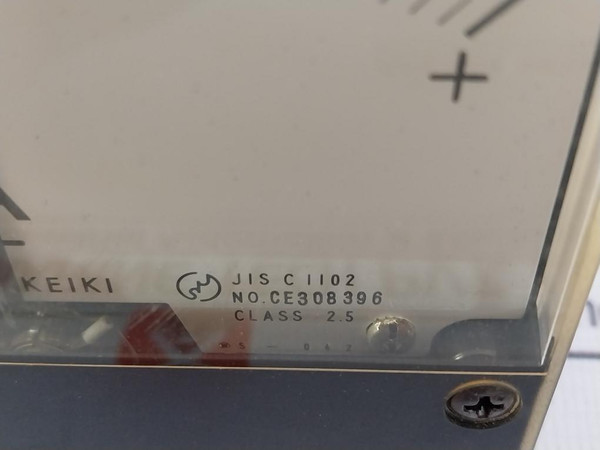 +
KEIKI
JIS C 1102
NO.CE308396
CLASS 2.5